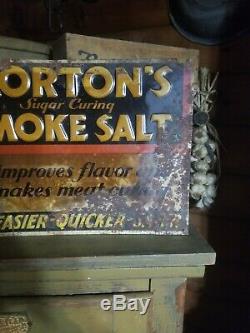 ORTON'S
Sugar Curing
MOKE SALT
Improves flavor
makes meat
EASIER-QUICKER-
ebay